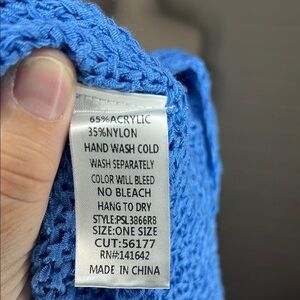 65%ACRYLIC
35%NYLON
HAND WASH COLD
WASH SEPARATELY
COLOR WILL BLEED
NO BLEACH
HANG TO DRY
STYLE:PSL3866R8
SIZE:ONE SIZE
CUT:56177
RN#:141642
MADE IN CHINA